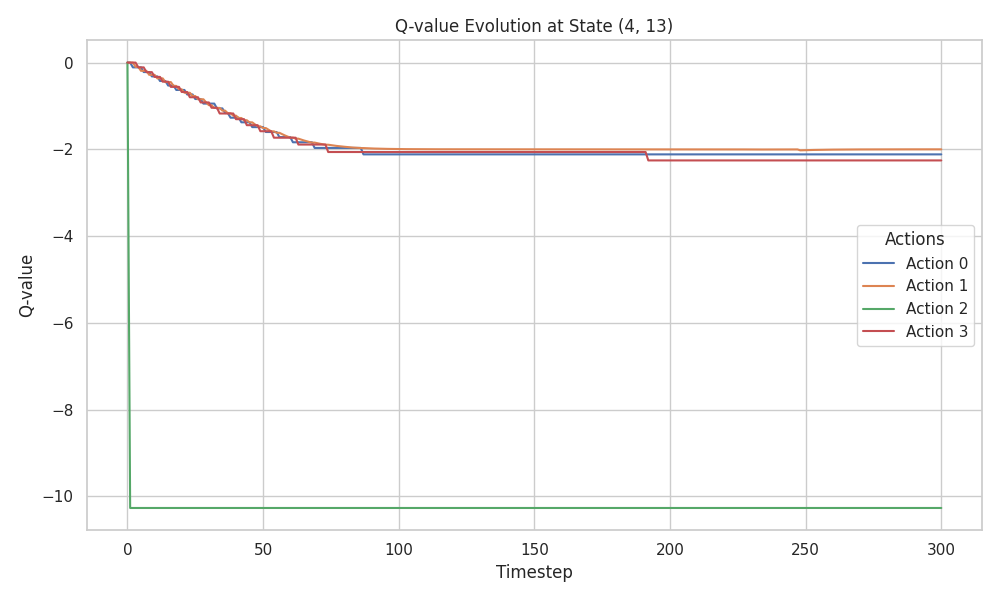 Q-value Evolution at State (4, 13)
Q-value
0
−2
−4
−6
−8
−10
Actions
Action 0
Action 1
Action 2
Action 3
0 50 100 150 200 250 300
Timestep